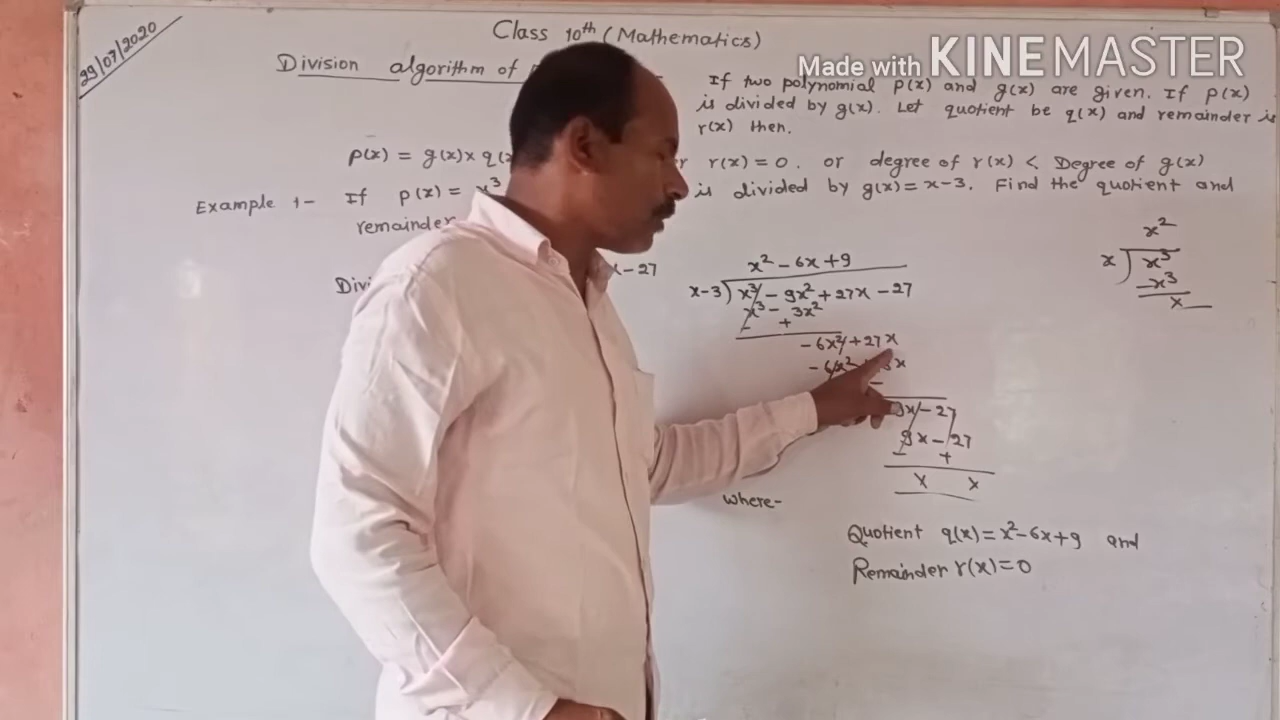 29/07/2020
Class 10th (Mathematics)
Made with KINEMASTER
Division algorithm of
If two polynomial p(x) and g(x) are given. If p(x)
is divided by g(x). Let quotient be q(x) and remainder is
r(x) then.
p(x) = g(x) x q(x r(x) = 0. or degree of r(x) < Degree of g(x)
Example 1- If p(x) = x³ is divided by g(x) = x-3. Find the quotient and
remainder
x - 27
x² - 6x + 9
x-3) x³ - 9x² + 27x - 27
x³ - 3x²
- +
- 6x² + 27x
- 6x² x
-
9x - 27
9x - 27
- +
x x
x²
x) x³
-x³
x
where-
Quotient q(x) = x² - 6x + 9 and
Remainder r(x) = 0